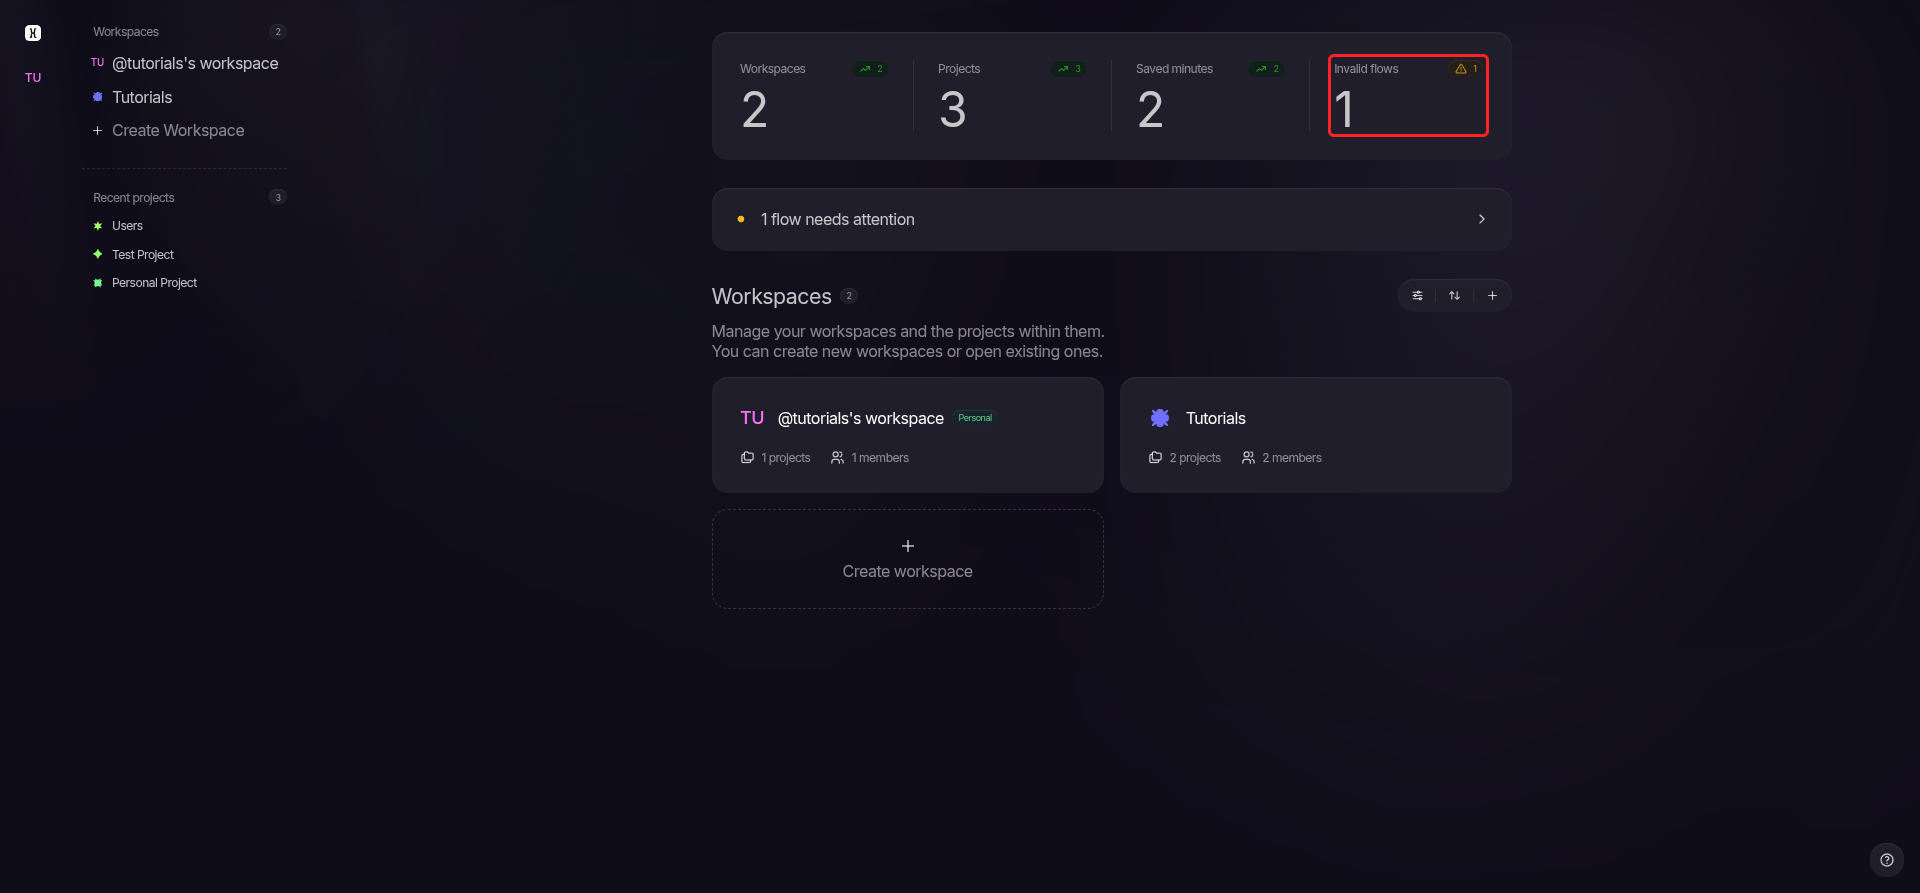 Workspaces 2
TU @tutorials's workspace
Tutorials
Create Workspace
Recent projects 3
Users
Test Project
Personal Project
TU
Workspaces 2
2
Projects 3
3
Saved minutes 2
2
Invalid flows 1
1
1 flow needs attention
Workspaces 2
Manage your workspaces and the projects within them.
You can create new workspaces or open existing ones.
TU @tutorials's workspace Personal
1 projects 1 members
Tutorials
2 projects 2 members
Create workspace